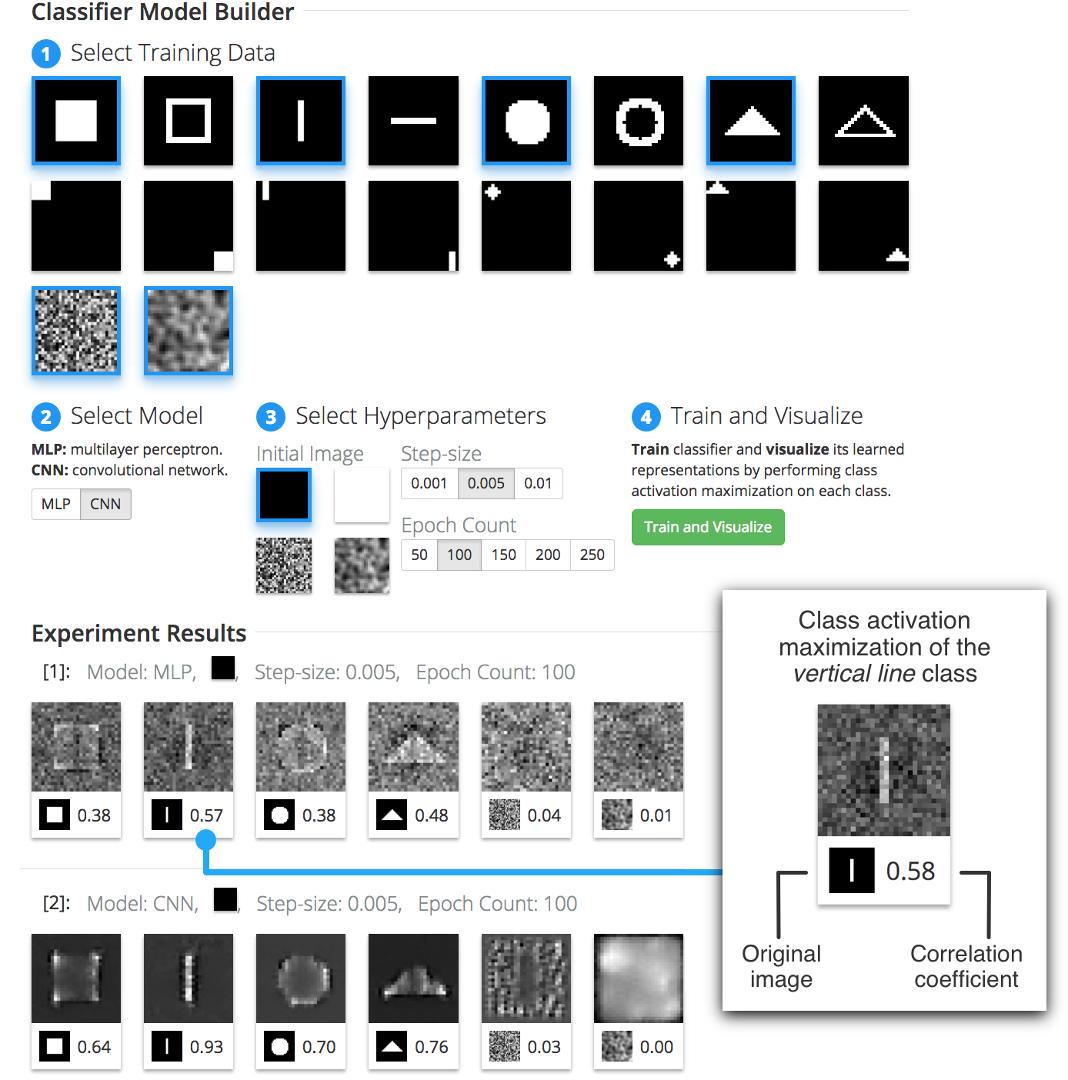 Classifier Model Builder
1 Select Training Data
2 Select Model
MLP: multilayer perceptron.
CNN: convolutional network.
MLP CNN
3 Select Hyperparameters
Initial Image
Step-size
0.001 0.005 0.01
Epoch Count
50 100 150 200 250
4 Train and Visualize
Train classifier and visualize its learned
representations by performing class
activation maximization on each class.
Train and Visualize
Experiment Results
[1]: Model: MLP, , Step-size: 0.005, Epoch Count: 100
0.38 0.57 0.38 0.48 0.04 0.01
[2]: Model: CNN, , Step-size: 0.005, Epoch Count: 100
0.64 0.93 0.70 0.76 0.03 0.00
Class activation
maximization of the
vertical line class
0.58
Original
image
Correlation
coefficient